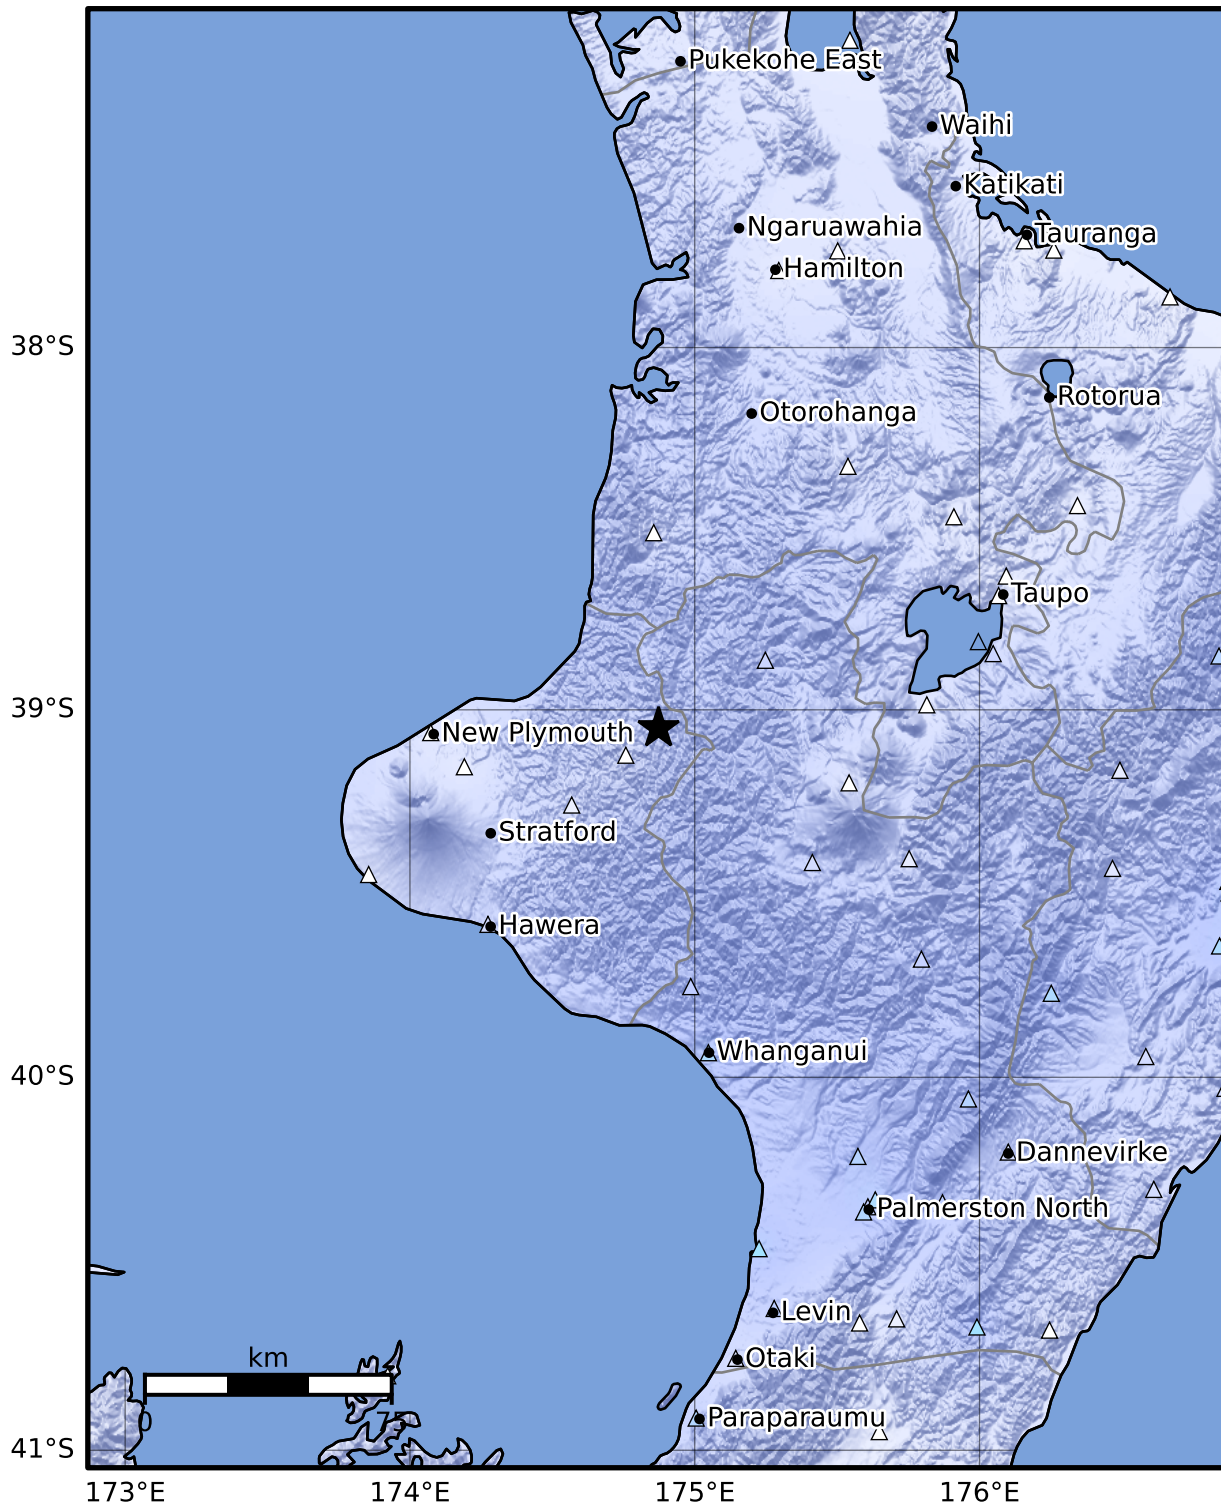 Pukekohe East
Waihi
Katikati
Ngaruawahia
Tauranga
Hamilton
38°S
Rotorua
Otorohanga
Taupo
39°S
New Plymouth
Stratford
Hawera
Whanganui
40°S
Dannevirke
Palmerston North
Levin
km
Otaki
75
Paraparaumu
41°S
173°E
174°E
175°E
176°E